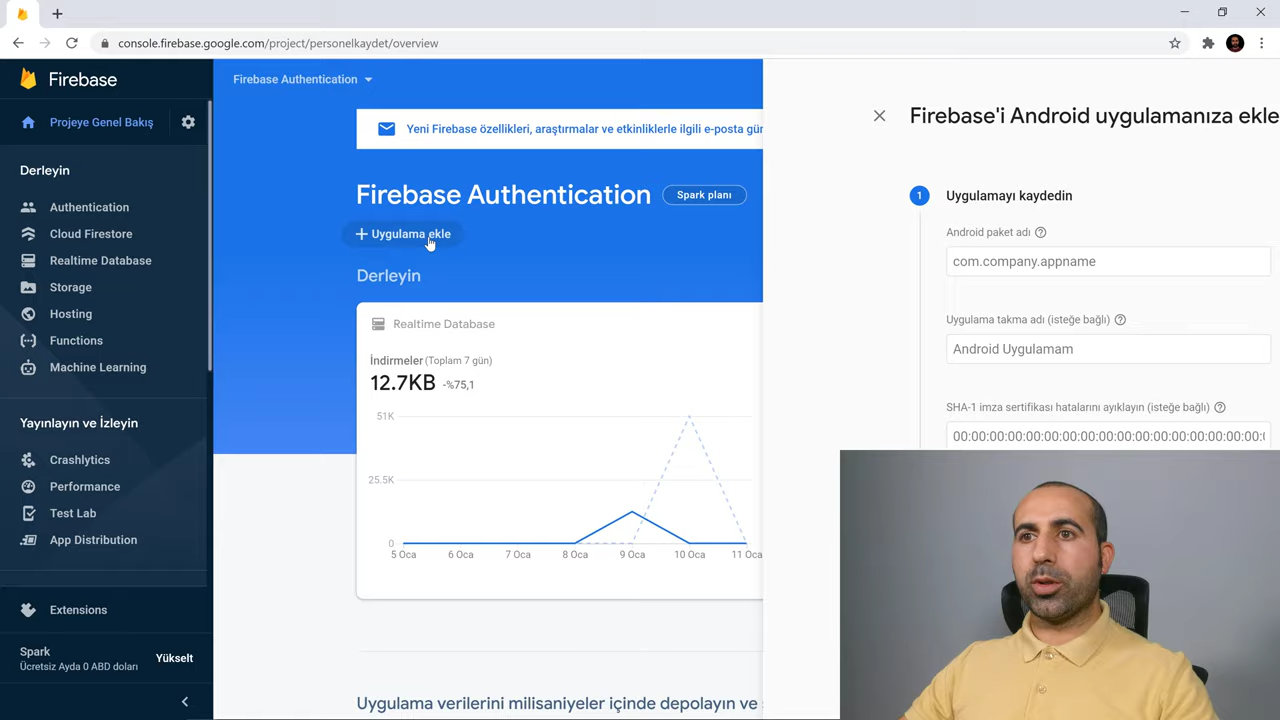 console.firebase.google.com/project/personelkaydet/overview
Firebase
Projeye Genel Bakış
Derleyin
Authentication
Cloud Firestore
Realtime Database
Storage
Hosting
Functions
Machine Learning
Yayınlayın ve İzleyin
Crashlytics
Performance
Test Lab
App Distribution
Extensions
Spark
Ücretsiz Ayda 0 ABD doları
Yükselt
Firebase Authentication
Yeni Firebase özellikleri, araştırmalar ve etkinliklerle ilgili e-posta gün
Firebase Authentication
Spark planı
Uygulama ekle
Derleyin
Realtime Database
İndirmeler (Toplam 7 gün)
12.7KB -%75,1
51K
25.5K
0
5 Oca 6 Oca 7 Oca 8 Oca 9 Oca 10 Oca 11 Oca
Uygulama verilerini milisaniyeler içinde depolayın ve
Firebase'i Android uygulamanıza ekle
1 Uygulamayı kaydedin
Android paket adı
com.company.appname
Uygulama takma adı (isteğe bağlı)
Android Uygulamam
SHA-1 imza sertifikası hatalarını ayıklayın (isteğe bağlı)
00:00:00:00:00:00:00:00:00:00:00:00:00:00:00:00:00: